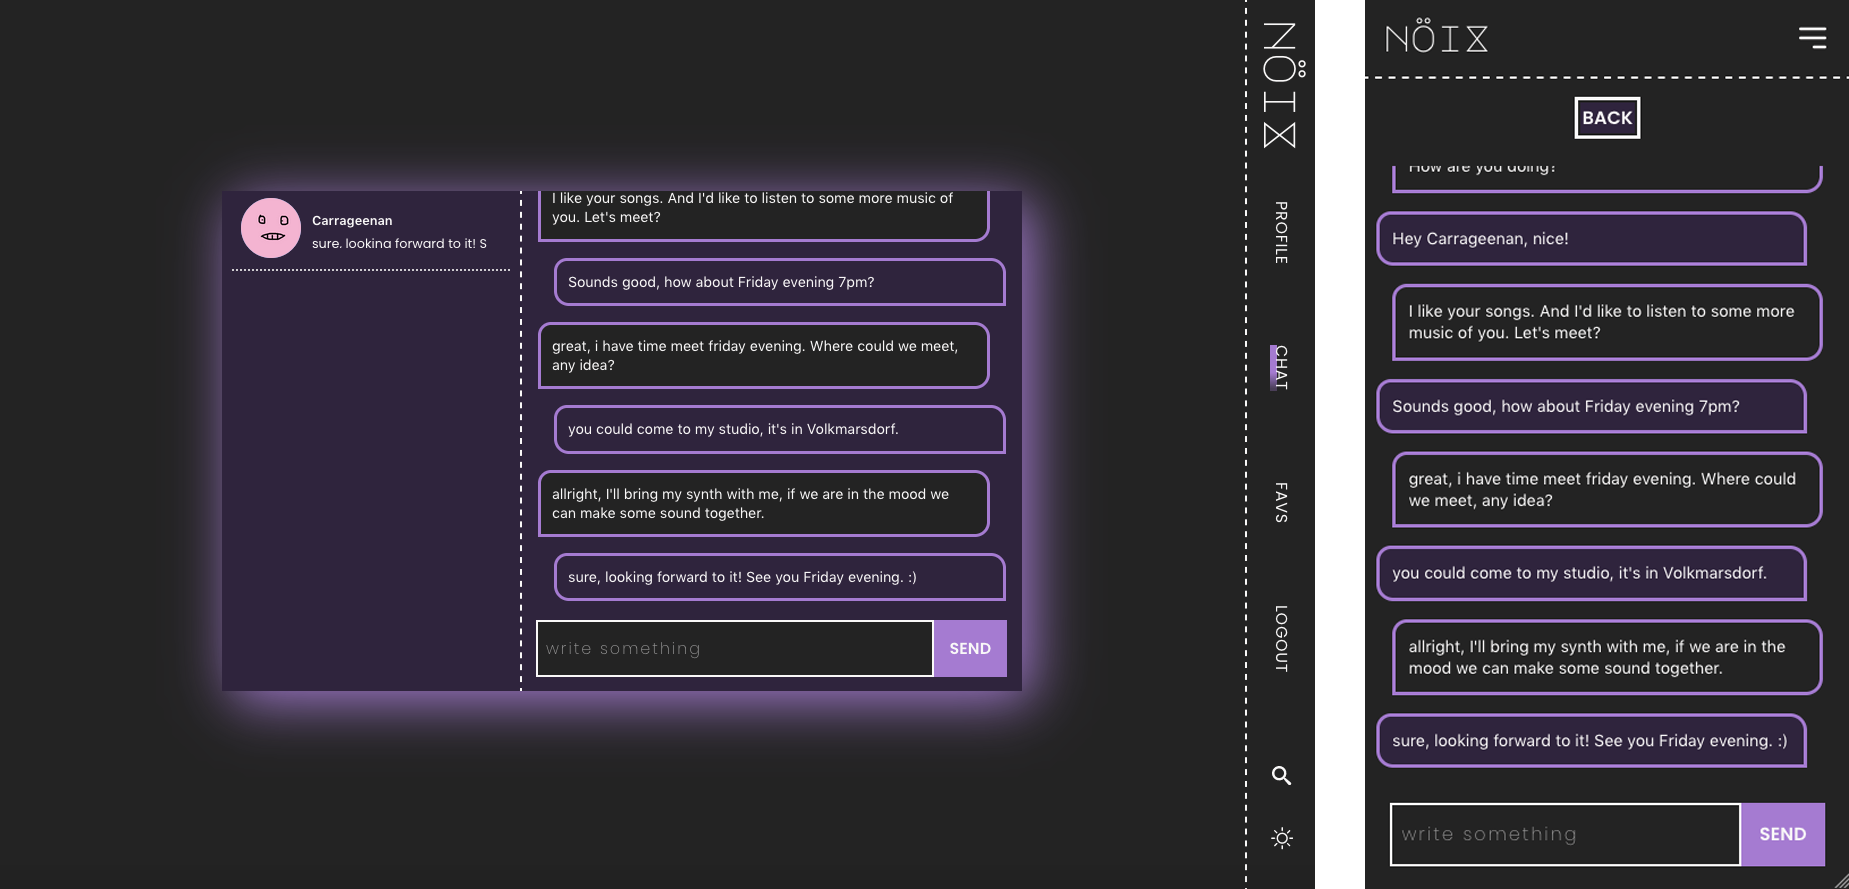 Carrageenan
sure. looking forward to it! S
I like your songs. And I'd like to listen to some more music of
you. Let's meet?
Sounds good, how about Friday evening 7pm?
great, i have time meet friday evening. Where could we meet,
any idea?
you could come to my studio, it's in Volkmarsdorf.
allright, I'll bring my synth with me, if we are in the mood we
can make some sound together.
sure, looking forward to it! See you Friday evening. :)
write something
SEND
NÖIX
PROFILE
CHAT
FAVS
LOGOUT
NÖIX
BACK
How are you doing?
Hey Carrageenan, nice!
I like your songs. And I'd like to listen to some more
music of you. Let's meet?
Sounds good, how about Friday evening 7pm?
great, i have time meet friday evening. Where could
we meet, any idea?
you could come to my studio, it's in Volkmarsdorf.
allright, I'll bring my synth with me, if we are in the
mood we can make some sound together.
sure, looking forward to it! See you Friday evening. :)
write something
SEND